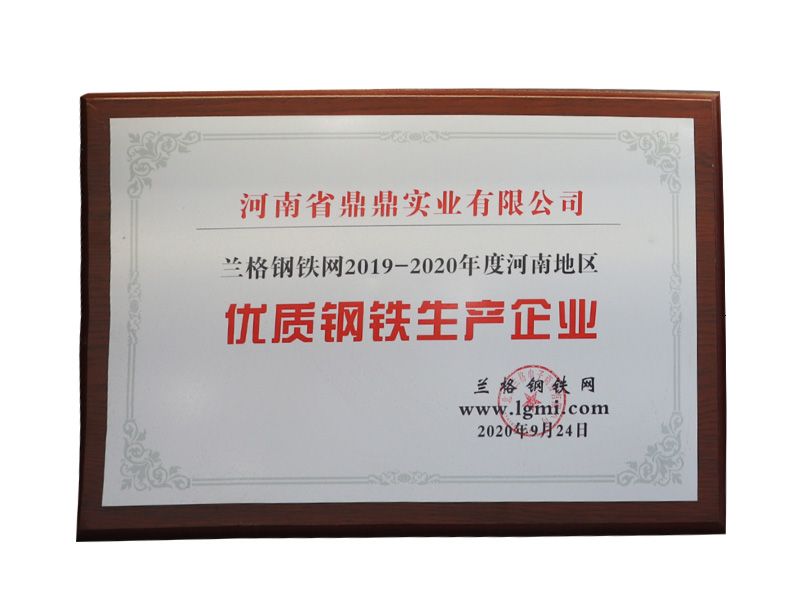 河南省鼎鼎实业有限公司
兰格钢铁网2019-2020年度河南地区
优质钢铁生产企业
兰格钢铁网
www.lgmi.com
2020年9月24日